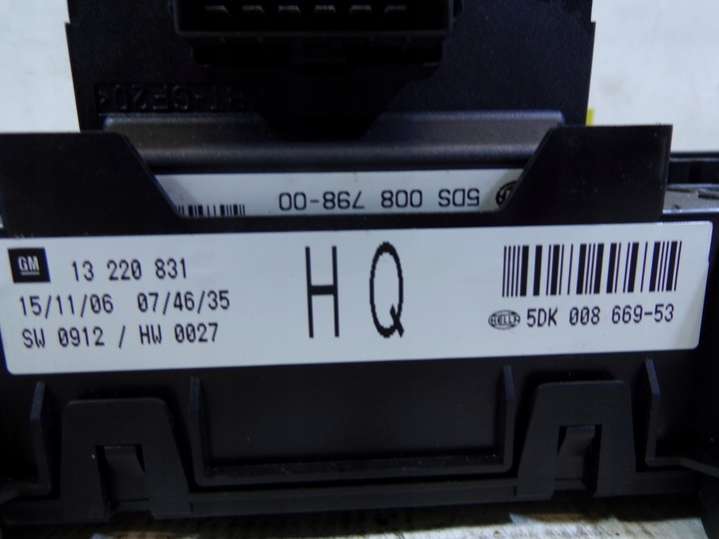 5DS 008 798-00
GM
13 220 831
15/11/06 07/46/35
SW 0912 / HW 0027
HQ
HELLA 5DK 008 669-53